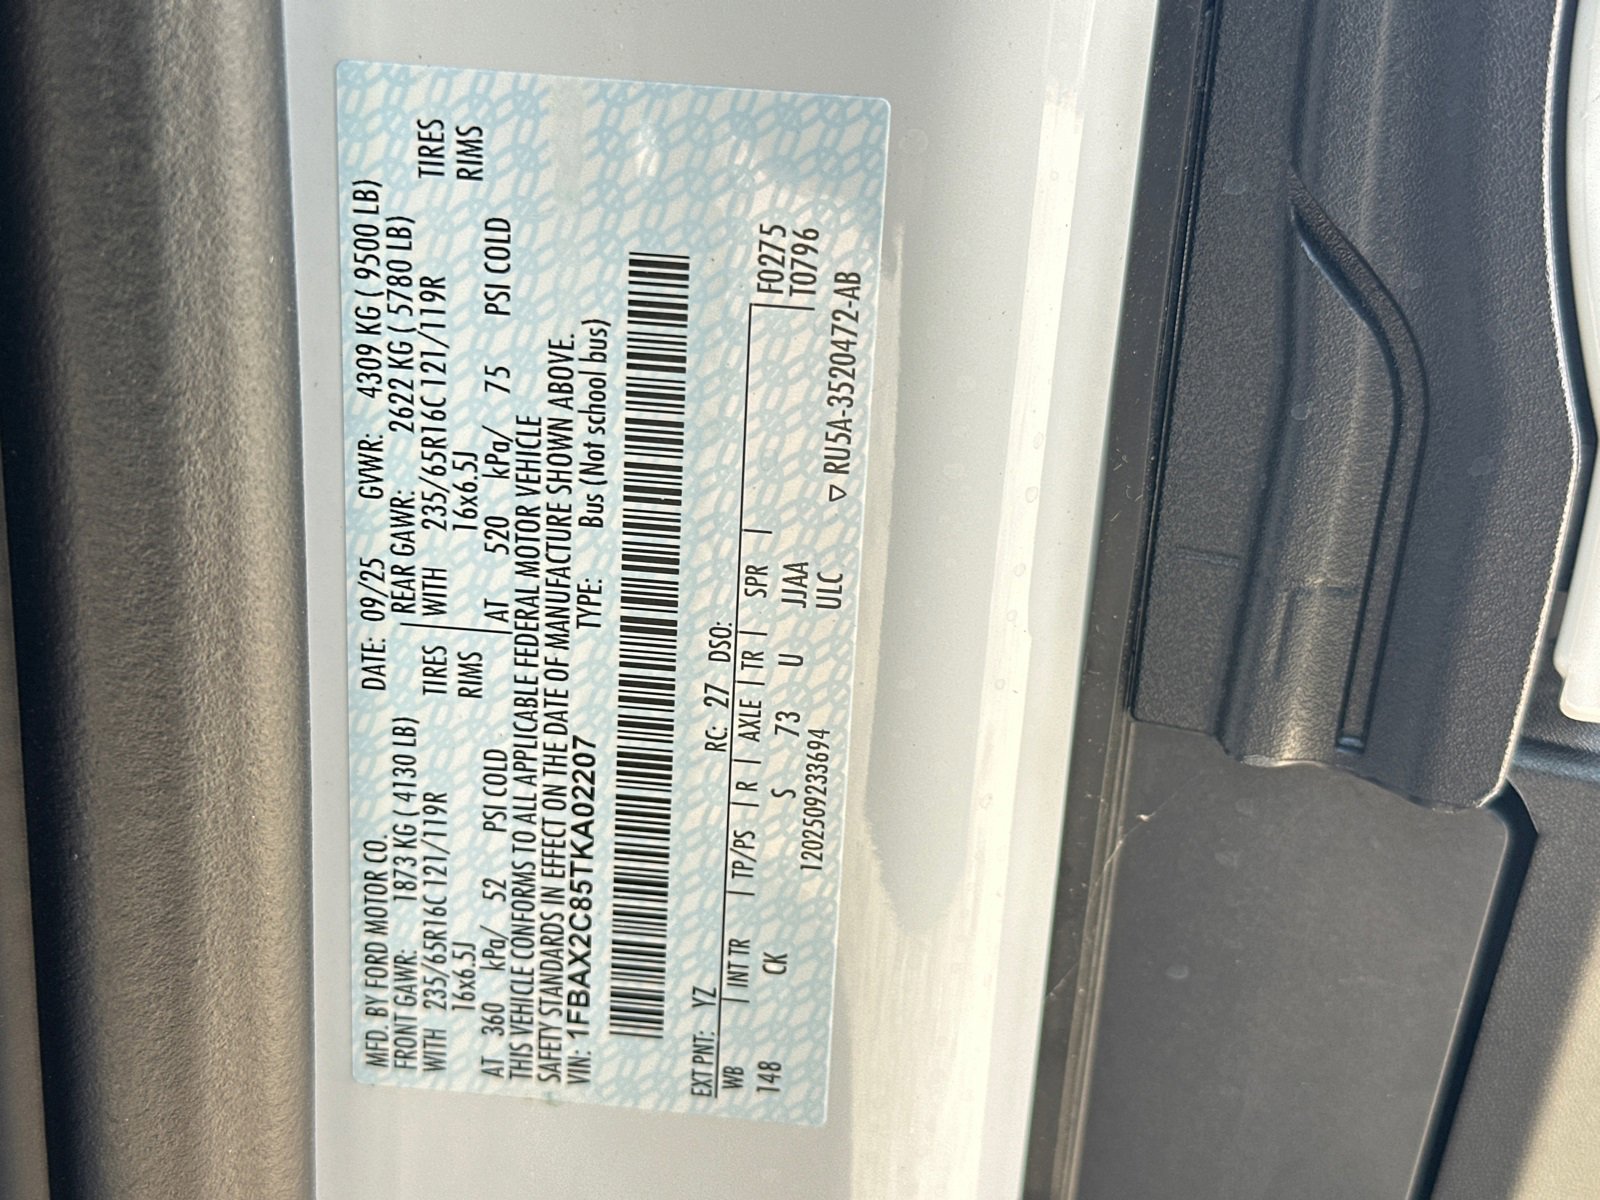 MFD. BY FORD MOTOR CO.
DATE: 09/25 GVWR: 4309 KG ( 9500 LB)
FRONT GAWR: 1873 KG ( 4130 LB)
REAR GAWR: 2622 KG ( 5780 LB)
WITH 235/65R16C 121/119R TIRES
WITH 235/65R16C 121/119R TIRES
16x6.5J RIMS
16x6.5J RIMS
AT 360 kPa/ 52 PSI COLD
AT 520 kPa/ 75 PSI COLD
THIS VEHICLE CONFORMS TO ALL APPLICABLE FEDERAL MOTOR VEHICLE
SAFETY STANDARDS IN EFFECT ON THE DATE OF MANUFACTURE SHOWN ABOVE.
VIN: 1FBAX2C85TKA02207
TYPE: Bus (Not school bus)
EXT PNT: YZ RC: 27 DSO:
WB INT TR TP/PS R AXLE TR SPR F0275
148 CK S 73 U JJAA T0796
1202509233694 ULC ▽ RU5A-3520472-AB